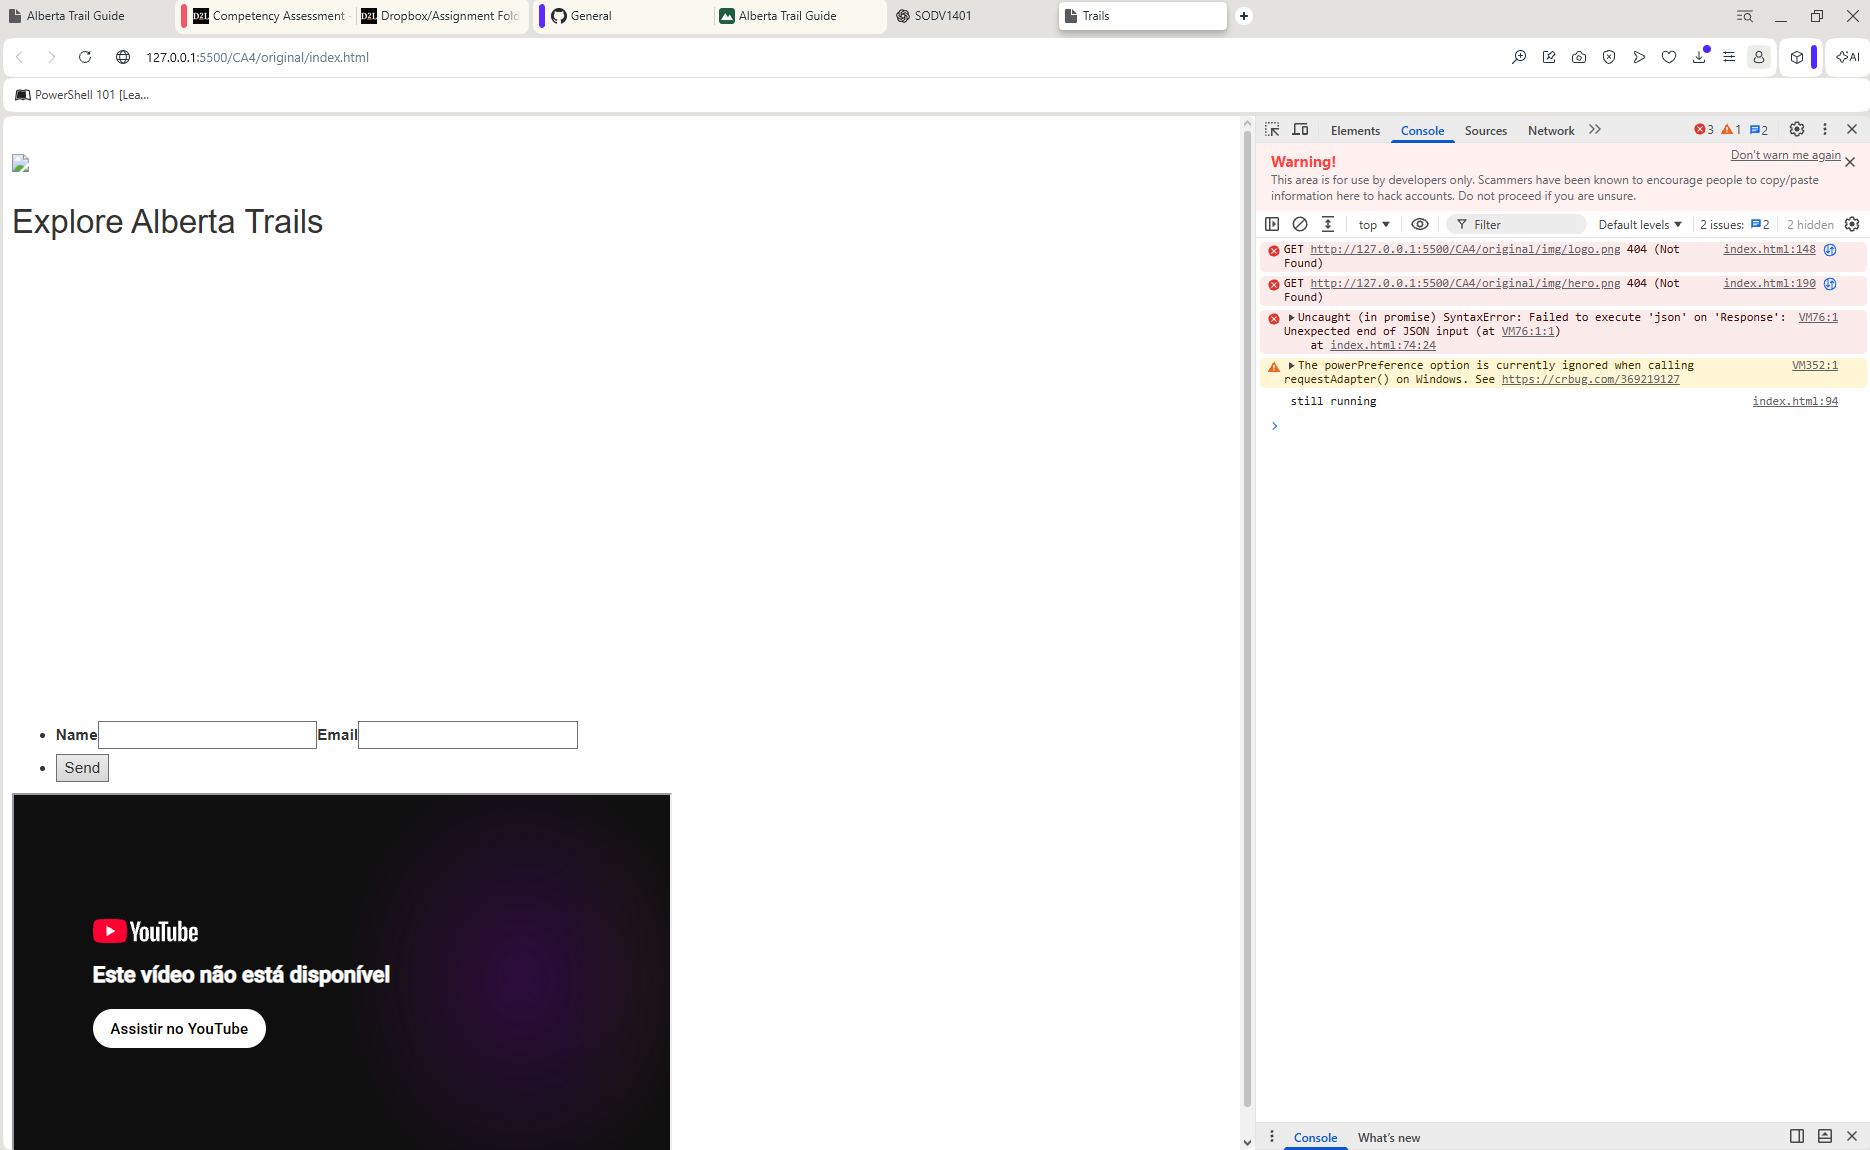 Alberta Trail Guide
D2L Competency Assessment -
D2L Dropbox/Assignment Fold
General
Alberta Trail Guide
SODV1401
Trails
127.0.0.1:5500/CA4/original/index.html
AI
PowerShell 101 [Lea...
Explore Alberta Trails
Name Email
Send
YouTube
Este vídeo não está disponível
Assistir no YouTube
Elements Console Sources Network 3 1 2
Warning! Don't warn me again
This area is for use by developers only. Scammers have been known to encourage people to copy/paste
information here to hack accounts. Do not proceed if you are unsure.
top Filter Default levels 2 issues: 2 2 hidden
GET http://127.0.0.1:5500/CA4/original/img/logo.png 404 (Not index.html:148
Found)
GET http://127.0.0.1:5500/CA4/original/img/hero.png 404 (Not index.html:190
Found)
Uncaught (in promise) SyntaxError: Failed to execute 'json' on 'Response': VM76:1
Unexpected end of JSON input (at VM76:1:1)
at index.html:74:24
The powerPreference option is currently ignored when calling VM352:1
requestAdapter() on Windows. See https://crbug.com/369219127
still running index.html:94
Console What's new